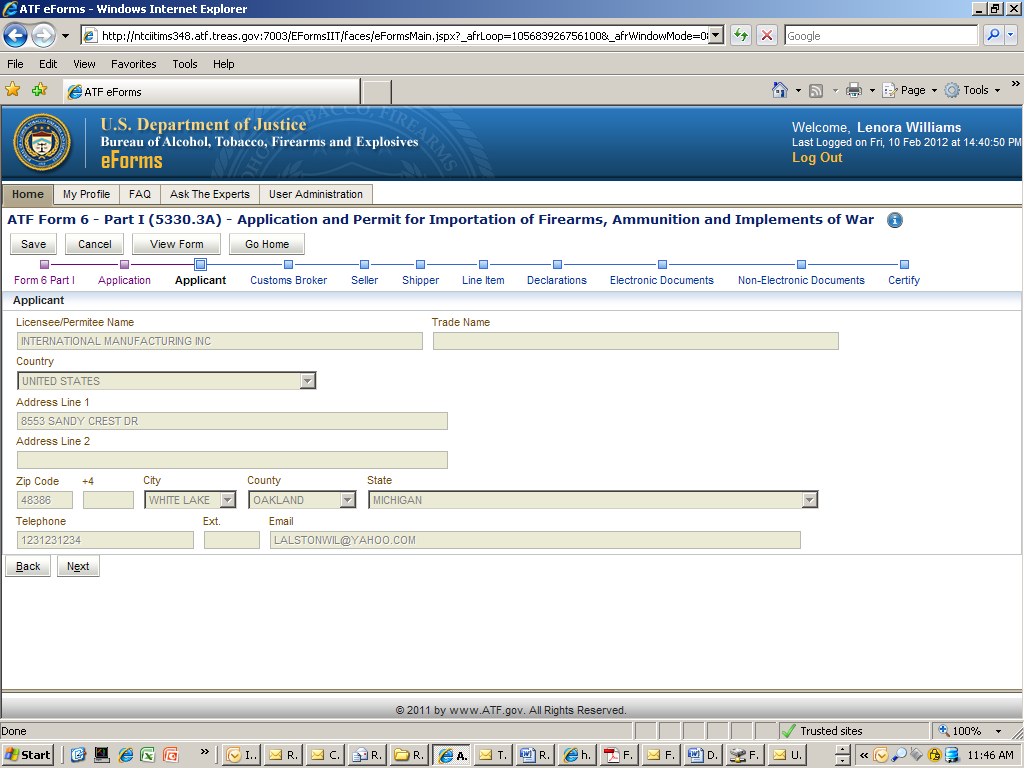 ATF eForms - Windows Internet Explorer
http://ntciitims348.atf.treas.gov:7003/EFormsIIT/faces/eFormsMain.jspx?_afrLoop=105683926756100&_afrWindowMode=0&
Google
File Edit View Favorites Tools Help
ATF eForms
Page Tools »
U.S. Department of Justice
Bureau of Alcohol, Tobacco, Firearms and Explosives
eForms
Welcome, Lenora Williams
Last Logged on Fri, 10 Feb 2012 at 14:40:50 PM
Log Out
Home My Profile FAQ Ask The Experts User Administration
ATF Form 6 - Part I (5330.3A) - Application and Permit for Importation of Firearms, Ammunition and Implements of War
Save Cancel View Form Go Home
Form 6 Part I Application Applicant Customs Broker Seller Shipper Line Item Declarations Electronic Documents Non-Electronic Documents Certify
Applicant
Licensee/Permitee Name Trade Name
INTERNATIONAL MANUFACTURING INC
Country
UNITED STATES
Address Line 1
8553 SANDY CREST DR
Address Line 2
Zip Code +4 City County State
48386 WHITE LAKE OAKLAND MICHIGAN
Telephone Ext. Email
1231231234 LALSTONWIL@YAHOO.COM
Back Next
© 2011 by www.ATF.gov. All Rights Reserved.
Done Trusted sites 100%
Start » I.. R. C. R. R. A. T. R. h. F. F. D. F. U. « 11:46 AM